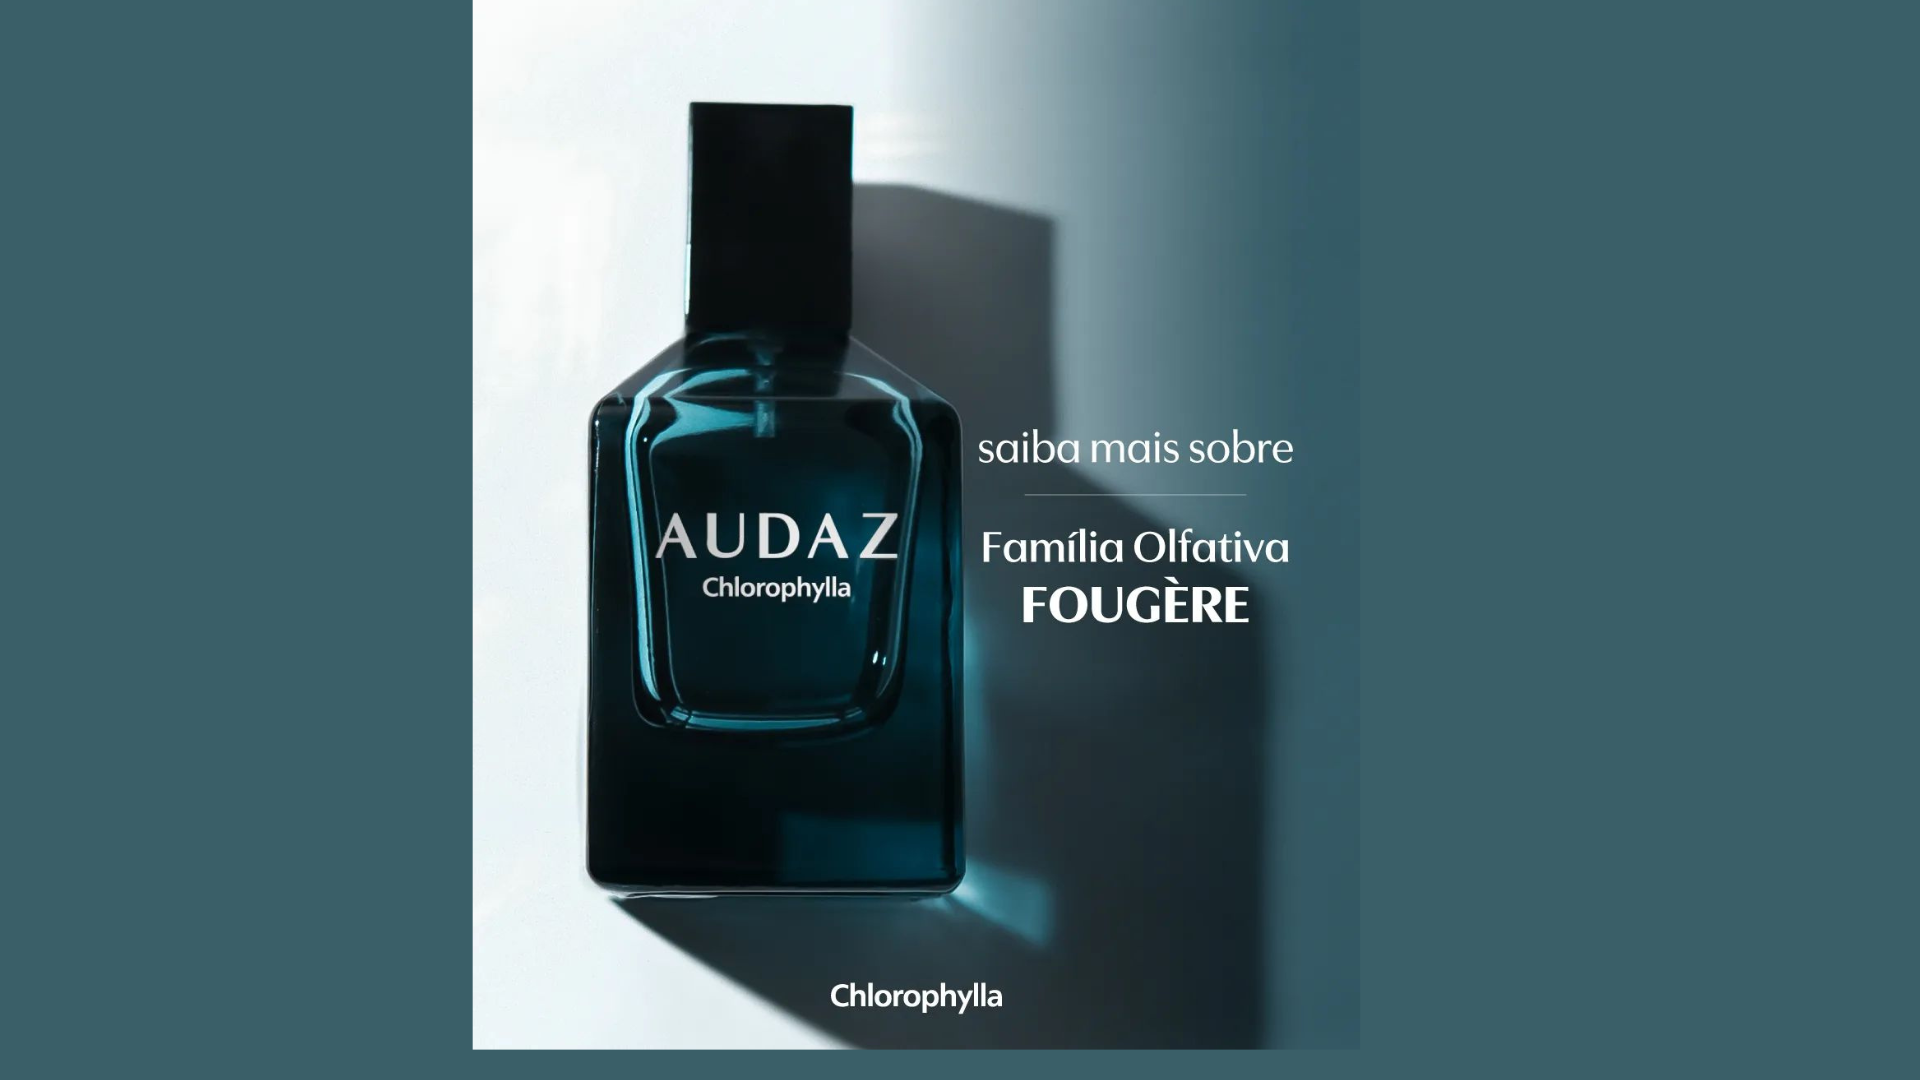 saiba mais sobre
Família Olfativa
FOUGÈRE
AUDAZ
Chlorophylla
Chlorophylla